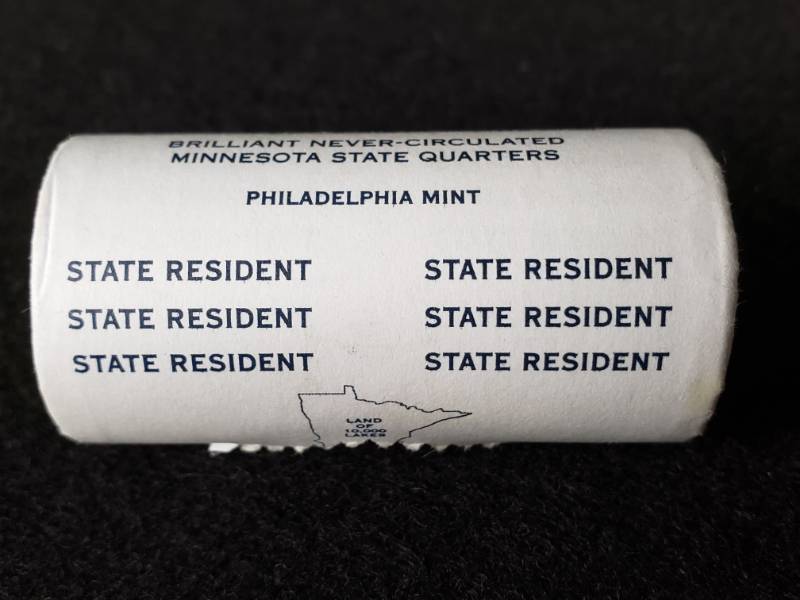 BRILLIANT NEVER-CIRCULATED
MINNESOTA STATE QUARTERS
PHILADELPHIA MINT
STATE RESIDENT STATE RESIDENT
STATE RESIDENT STATE RESIDENT
STATE RESIDENT STATE RESIDENT
LAND
OF
10,000
LAKES